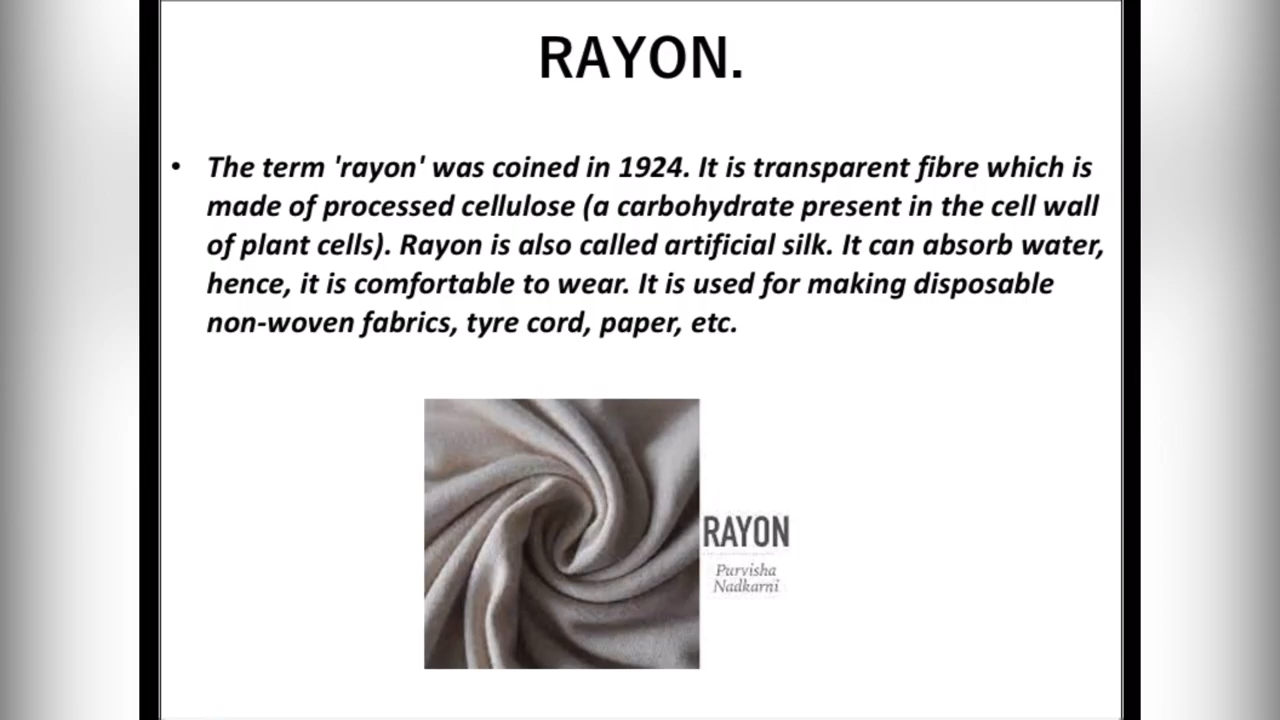 RAYON.
• The term 'rayon' was coined in 1924. It is transparent fibre which is
made of processed cellulose (a carbohydrate present in the cell wall
of plant cells). Rayon is also called artificial silk. It can absorb water,
hence, it is comfortable to wear. It is used for making disposable
non-woven fabrics, tyre cord, paper, etc.
RAYON
Purvisha
Nadkarni